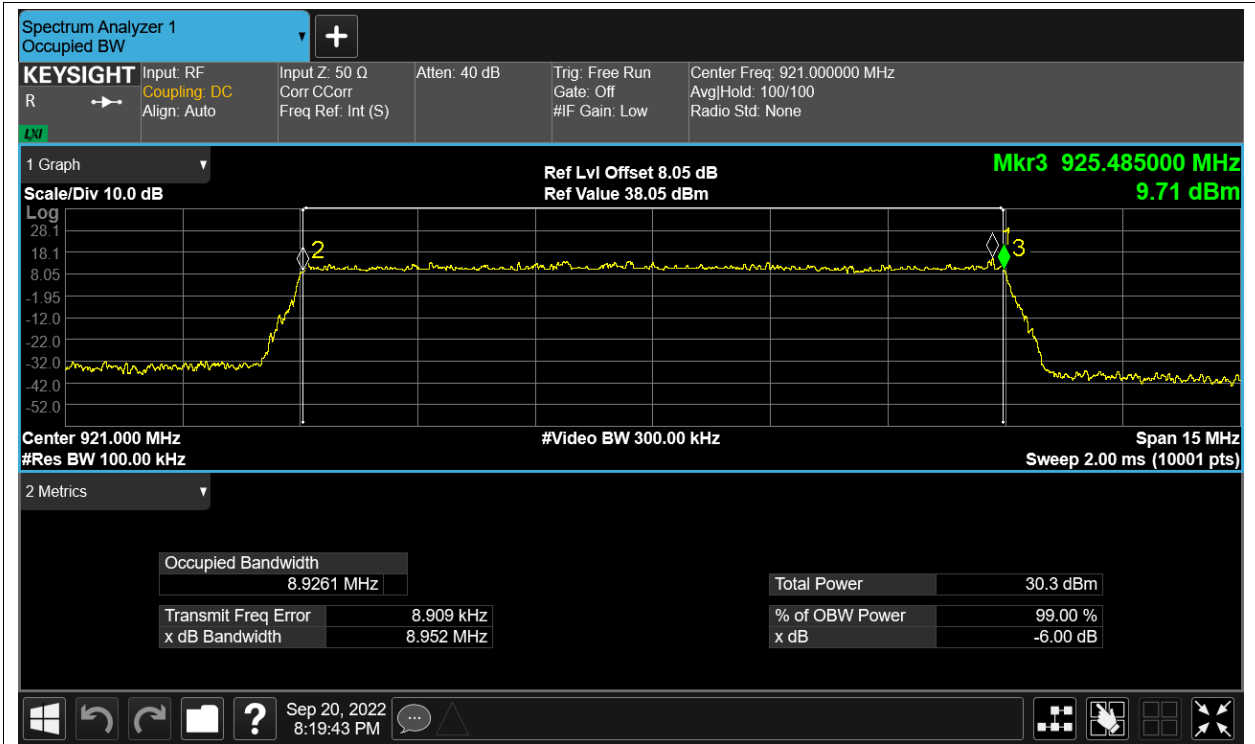 Spectrum Analyzer 1
Occupied BW
KEYSIGHT
R
LXI
Input: RF
Coupling: DC
Align: Auto
Input Z: 50 Ω
Corr CCorr
Freq Ref: Int (S)
Atten: 40 dB
Trig: Free Run
Gate: Off
#IF Gain: Low
Center Freq: 921.000000 MHz
Avg|Hold: 100/100
Radio Std: None
1 Graph
Scale/Div 10.0 dB
Ref Lvl Offset 8.05 dB
Ref Value 38.05 dBm
Mkr3 925.485000 MHz
9.71 dBm
Log
28.1
18.1
8.05
-1.95
-12.0
-22.0
-32.0
-42.0
-52.0
2
1
3
Center 921.000 MHz
#Res BW 100.00 kHz
#Video BW 300.00 kHz
Span 15 MHz
Sweep 2.00 ms (10001 pts)
2 Metrics
Occupied Bandwidth
8.9261 MHz
Transmit Freq Error 8.909 kHz
x dB Bandwidth 8.952 MHz
Total Power 30.3 dBm
% of OBW Power 99.00 %
x dB -6.00 dB
?
Sep 20, 2022
8:19:43 PM